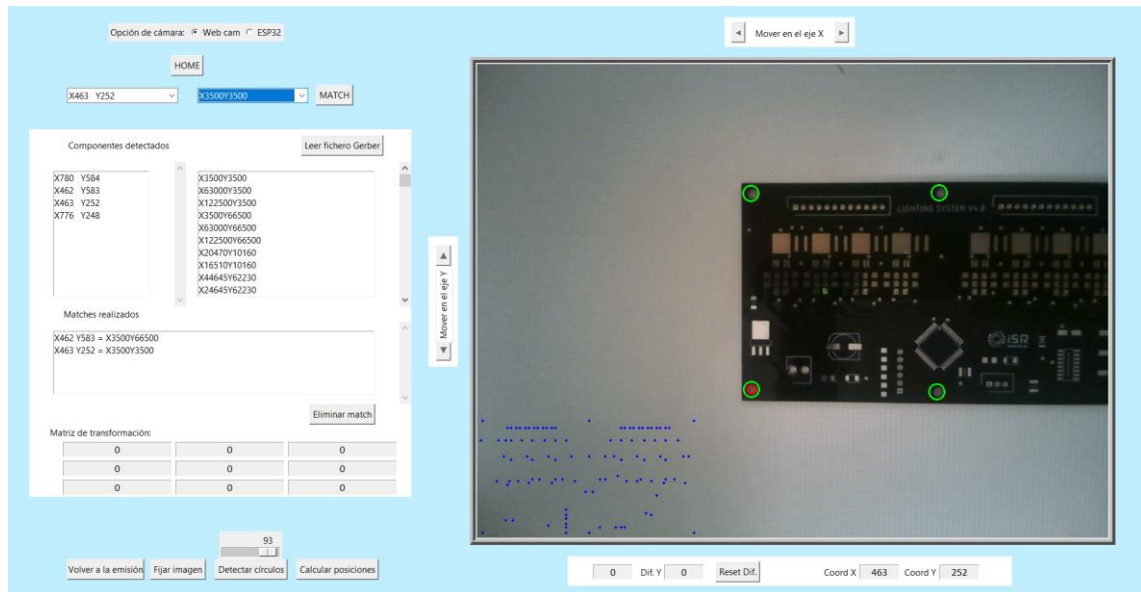 Opción de cámara: Web cam ESP32
Mover en el eje X
HOME
X463 Y252 X3500Y3500 MATCH
Componentes detectados Leer fichero Gerber
X780 Y584
X462 Y583
X463 Y252
X776 Y248
X3500Y3500
X63000Y3500
X122500Y3500
X3500Y66500
X63000Y66500
X122500Y66500
X20470Y10160
X16510Y10160
X44645Y62230
X24645Y62230
Mover en el eje Y
LIGHTING SYSTEM V4.0
iSR
Matches realizados
X462 Y583 = X3500Y66500
X463 Y252 = X3500Y3500
Eliminar match
Matriz de transformación:
0 0 0
0 0 0
0 0 0
93
Volver a la emisión Fijar imagen Detectar círculos Calcular posiciones
0 Dif. Y 0 Reset Dif. Coord X 463 Coord Y 252